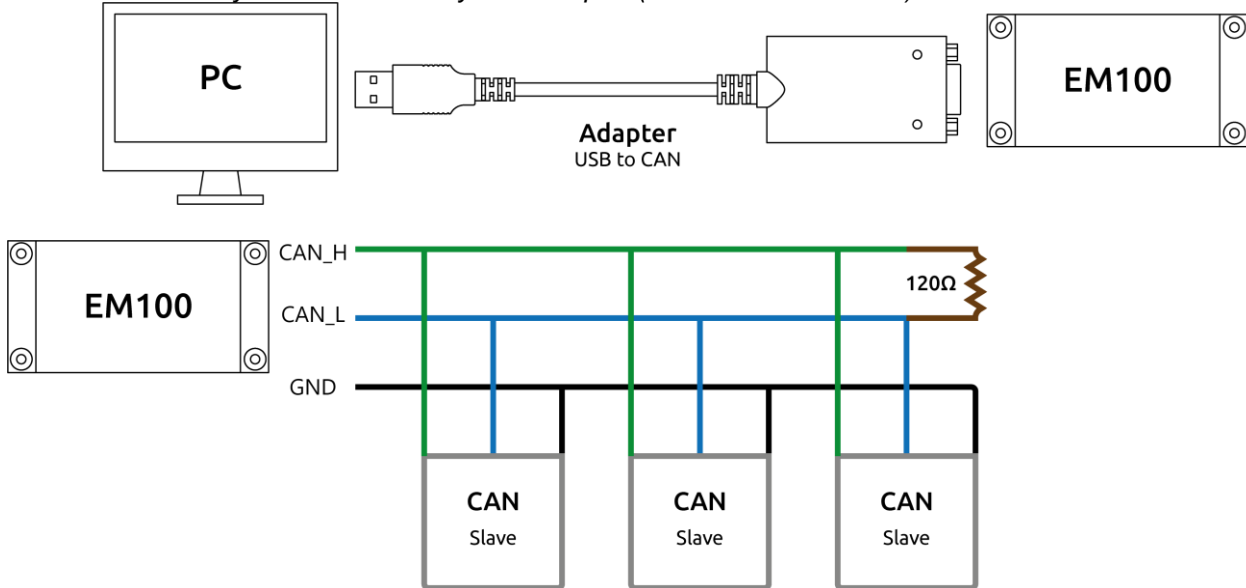 PC
EM100
Adapter
USB to CAN
EM100
CAN_H
120Ω
CAN_L
GND
CAN
Slave
CAN
Slave
CAN
Slave